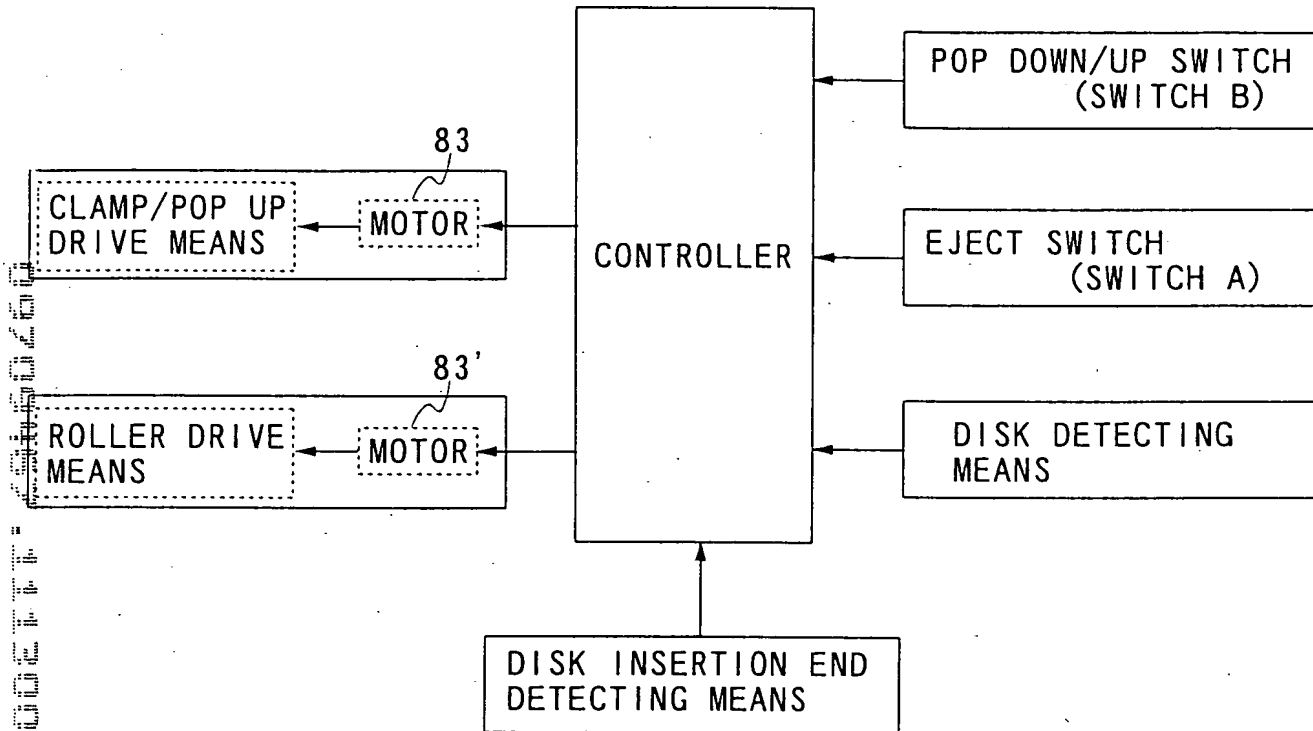 POP DOWN/UP SWITCH
(SWITCH B)
83
CLAMP/POP UP
DRIVE MEANS
MOTOR
CONTROLLER
EJECT SWITCH
(SWITCH A)
83'
ROLLER DRIVE
MEANS
MOTOR
DISK DETECTING
MEANS
DISK INSERTION END
DETECTING MEANS